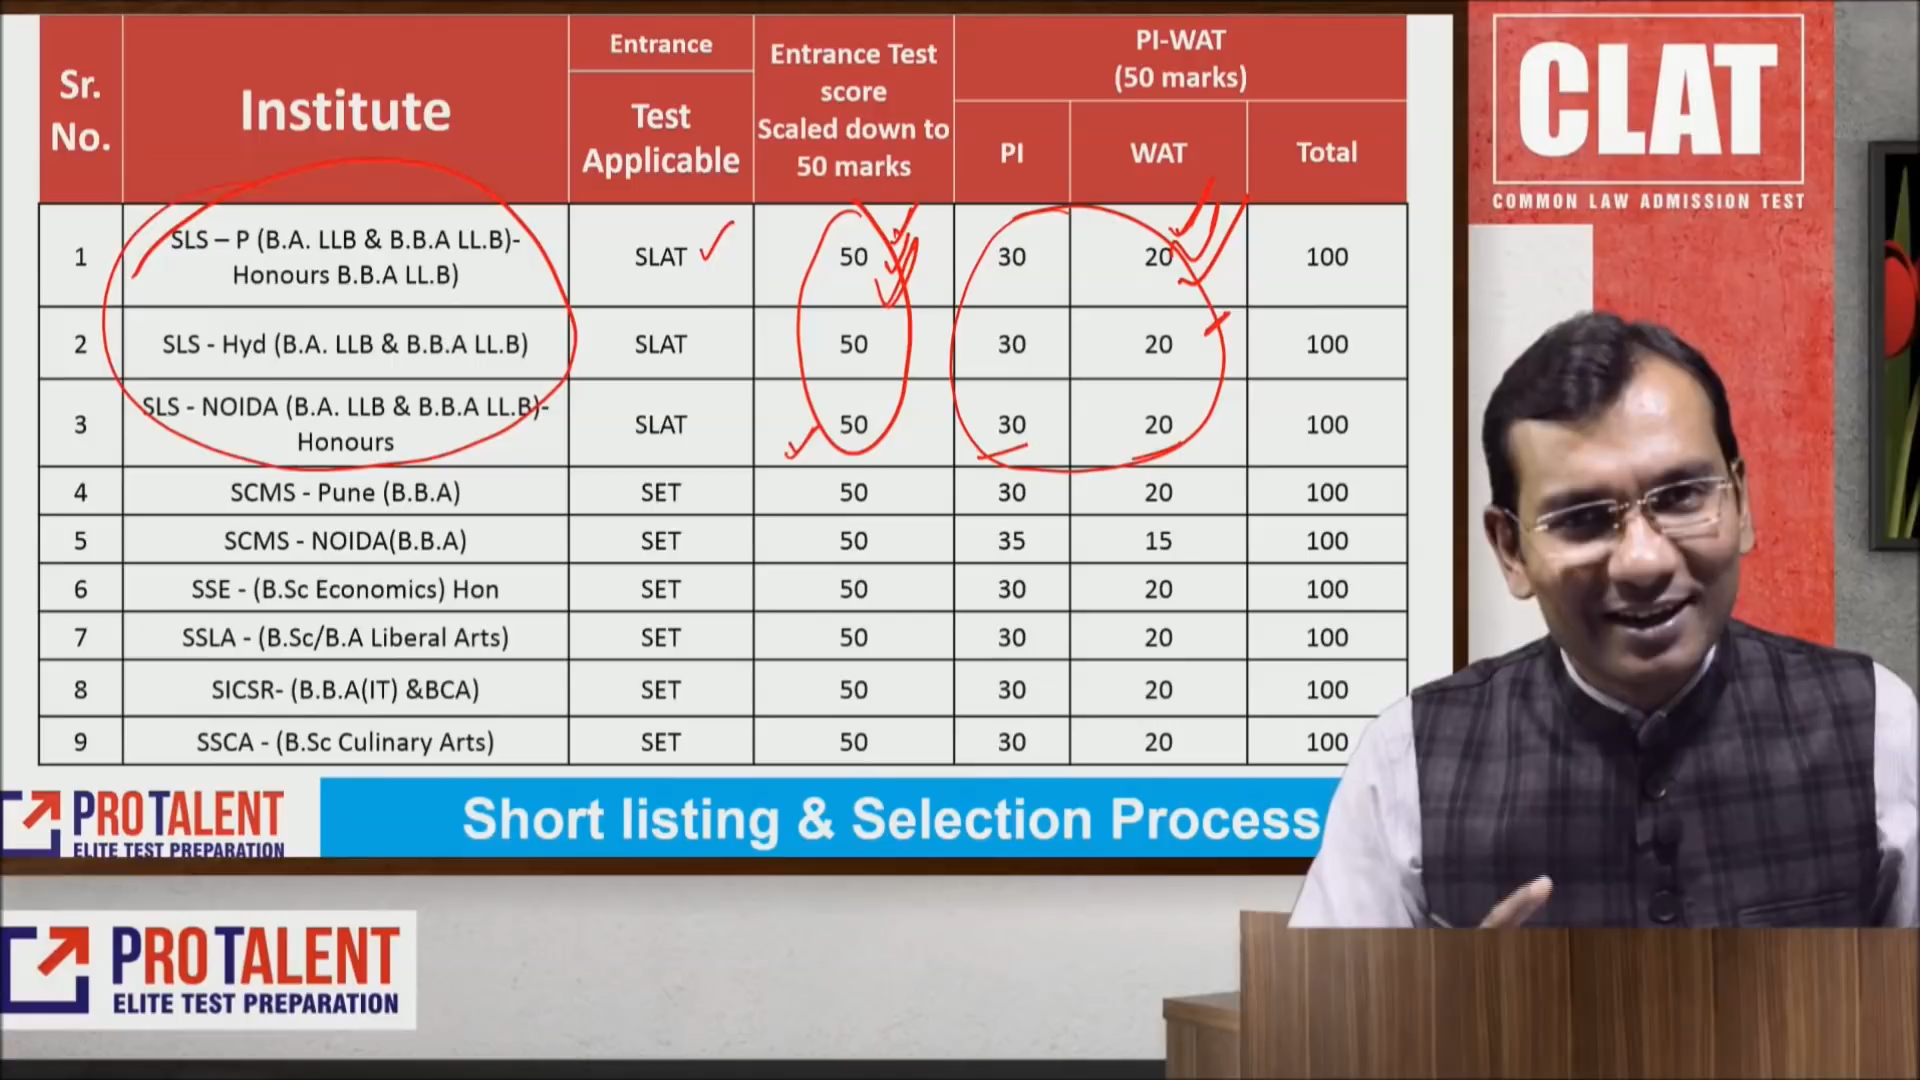 Sr. No.
Institute
Entrance
Test Applicable
Entrance Test score Scaled down to 50 marks
PI-WAT (50 marks)
PI
WAT
Total
1
SLS – P (B.A. LLB & B.B.A LL.B)-
Honours B.B.A LL.B)
SLAT
50
30
20
100
2
SLS - Hyd (B.A. LLB & B.B.A LL.B)
SLAT
50
30
20
100
3
SLS - NOIDA (B.A. LLB & B.B.A LL.B)-
Honours
SLAT
50
30
20
100
4
SCMS - Pune (B.B.A)
SET
50
30
20
100
5
SCMS - NOIDA(B.B.A)
SET
50
35
15
100
6
SSE - (B.Sc Economics) Hon
SET
50
30
20
100
7
SSLA - (B.Sc/B.A Liberal Arts)
SET
50
30
20
100
8
SICSR- (B.B.A(IT) &BCA)
SET
50
30
20
100
9
SSCA - (B.Sc Culinary Arts)
SET
50
30
20
100
PRO TALENT
ELITE TEST PREPARATION
Short listing & Selection Process
CLAT
COMMON LAW ADMISSION TEST
PRO TALENT
ELITE TEST PREPARATION